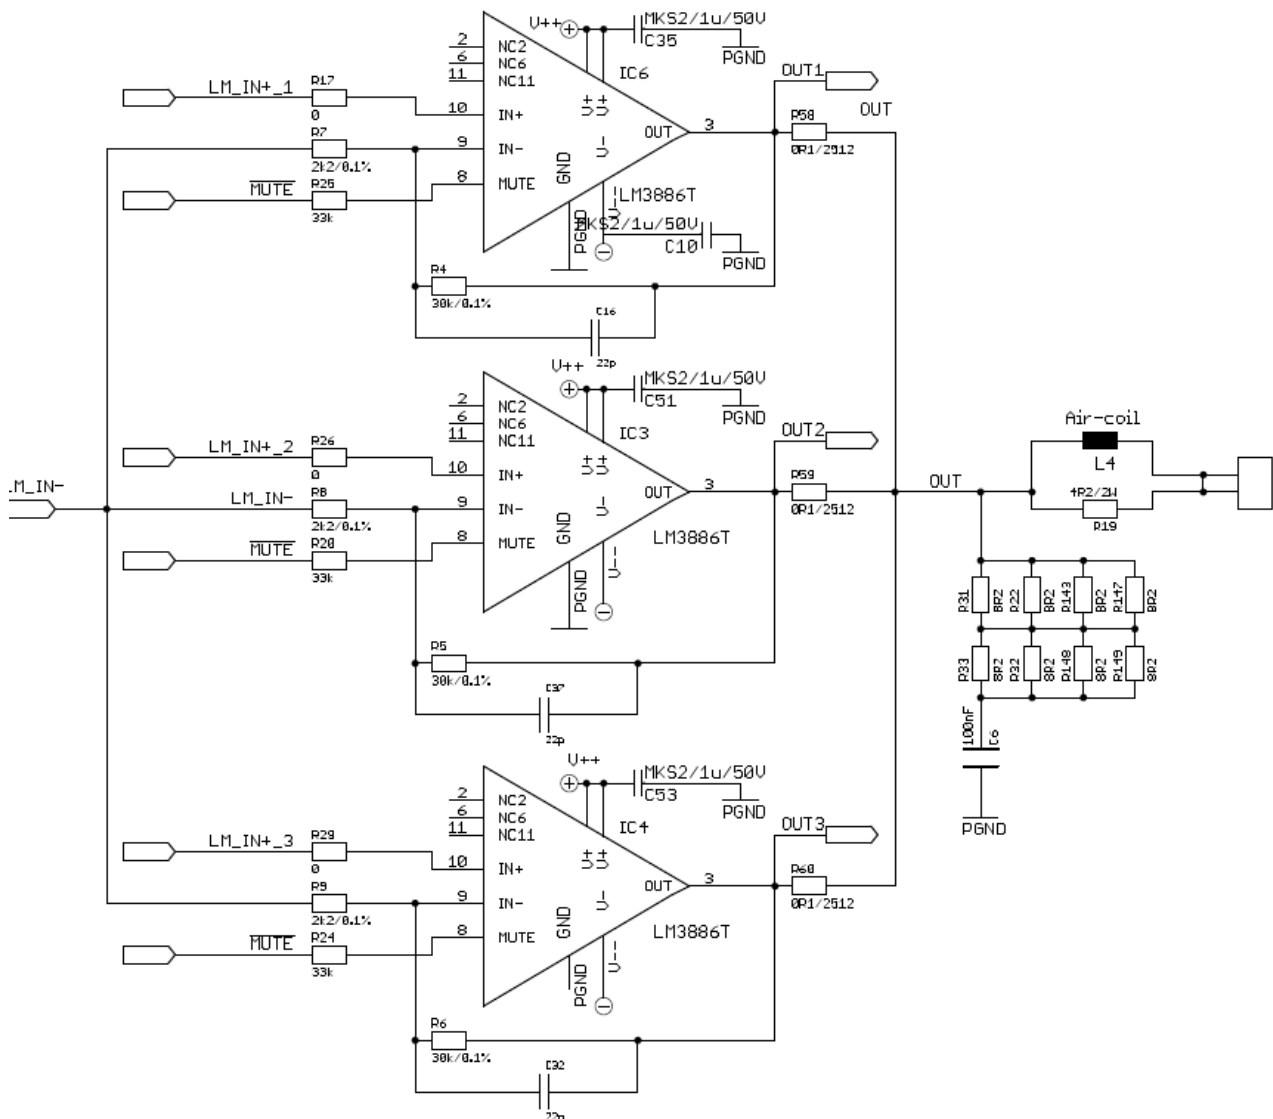 V++
MKS2/1u/50V
C35
PGND
2
NC2
6
NC6
11
NC11
IC6
OUT1
OUT
LM_IN+_1
R17
0
10
IN+
V+
V+
R7
2k2/0.1%
9
IN-
V-
OUT
3
R58
0R1/2512
MUTE
R25
33k
8
MUTE
GND
V-
LM3886T
PGND
MKS2/1u/50V
C10
PGND
R4
30k/0.1%
C16
22p
V++
MKS2/1u/50V
C51
PGND
2
NC2
6
NC6
11
NC11
IC3
OUT2
LM_IN+_2
R26
0
10
IN+
V+
V+
LM_IN-
LM_IN-
R8
2k2/0.1%
9
IN-
V-
OUT
3
R59
0R1/2512
OUT
Air-coil
L4
4R2/2W
R19
MUTE
R20
33k
8
MUTE
GND
V-
LM3886T
PGND
R5
30k/0.1%
C37
22p
R31
8R2
R22
8R2
R143
8R2
R147
8R2
R33
8R2
R32
8R2
R148
8R2
R149
8R2
100nF
C6
PGND
V++
MKS2/1u/50V
C53
PGND
2
NC2
6
NC6
11
NC11
IC4
OUT3
LM_IN+_3
R29
0
10
IN+
V+
V+
R9
2k2/0.1%
9
IN-
V-
OUT
3
R60
0R1/2512
MUTE
R24
33k
8
MUTE
GND
V-
LM3886T
PGND
R6
30k/0.1%
C32
22p